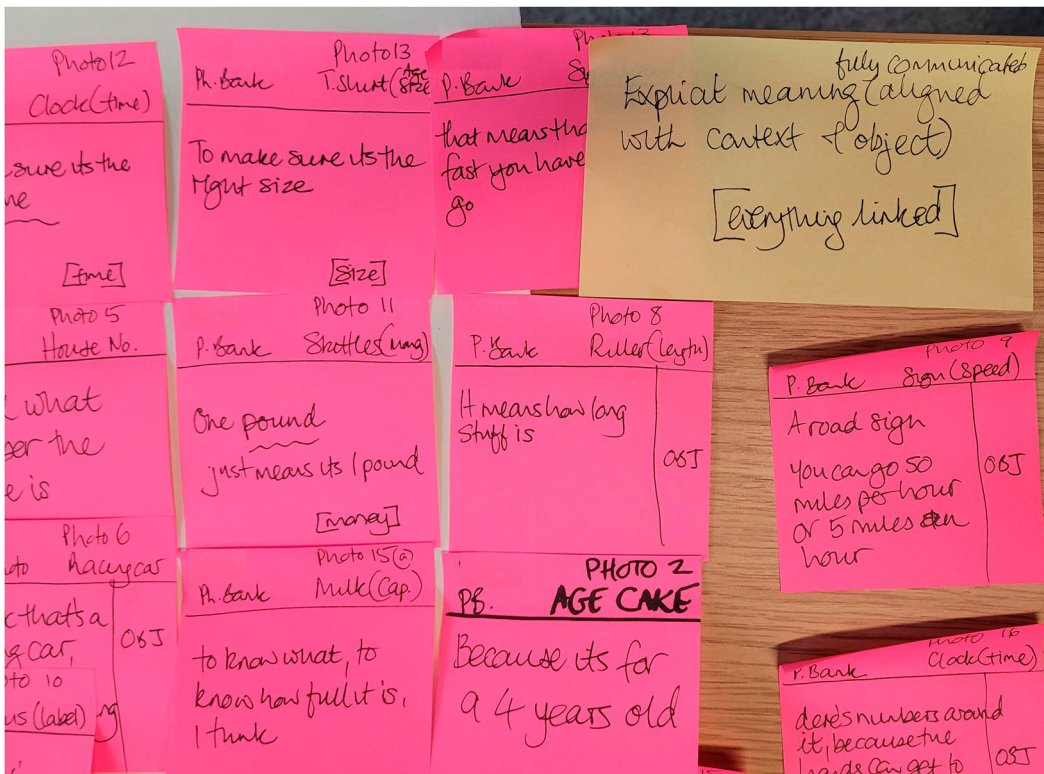 Photo 12
Clock (time)
sure its the
[time]
Photo 13
Ph. Bank T. Shirt (Age Size
To make sure its the
right size
[Size]
P. Bank
that means tha
fast you have
go
fully communicated
Explicit meaning (aligned
with context & object)
[everything linked]
Photo 5
House No.
what
er the
e is
Photo 11
P. Bank Skittles (mony)
One pound
just means its 1 pound
[money]
Photo 8
P. Bank Ruller (length)
It means how long
Stuff is
OBJ
Photo 9
P. Bank Sign (Speed)
A road sign
you can go 50
miles per hour
or 5 miles an
hour
OBJ
Photo 6
Racing car
that's a
car,
OBJ
to 10
us (label)
Photo 15 (a)
Ph. Bank Milk (Cap.)
to know what, to
know how full it is,
I think
PHOTO 2
PB. AGE CAKE
Because its for
a 4 years old
Photo 16
P. Bank Clock (time)
dere's numbers around
it, because the
hands can get to
OBJ